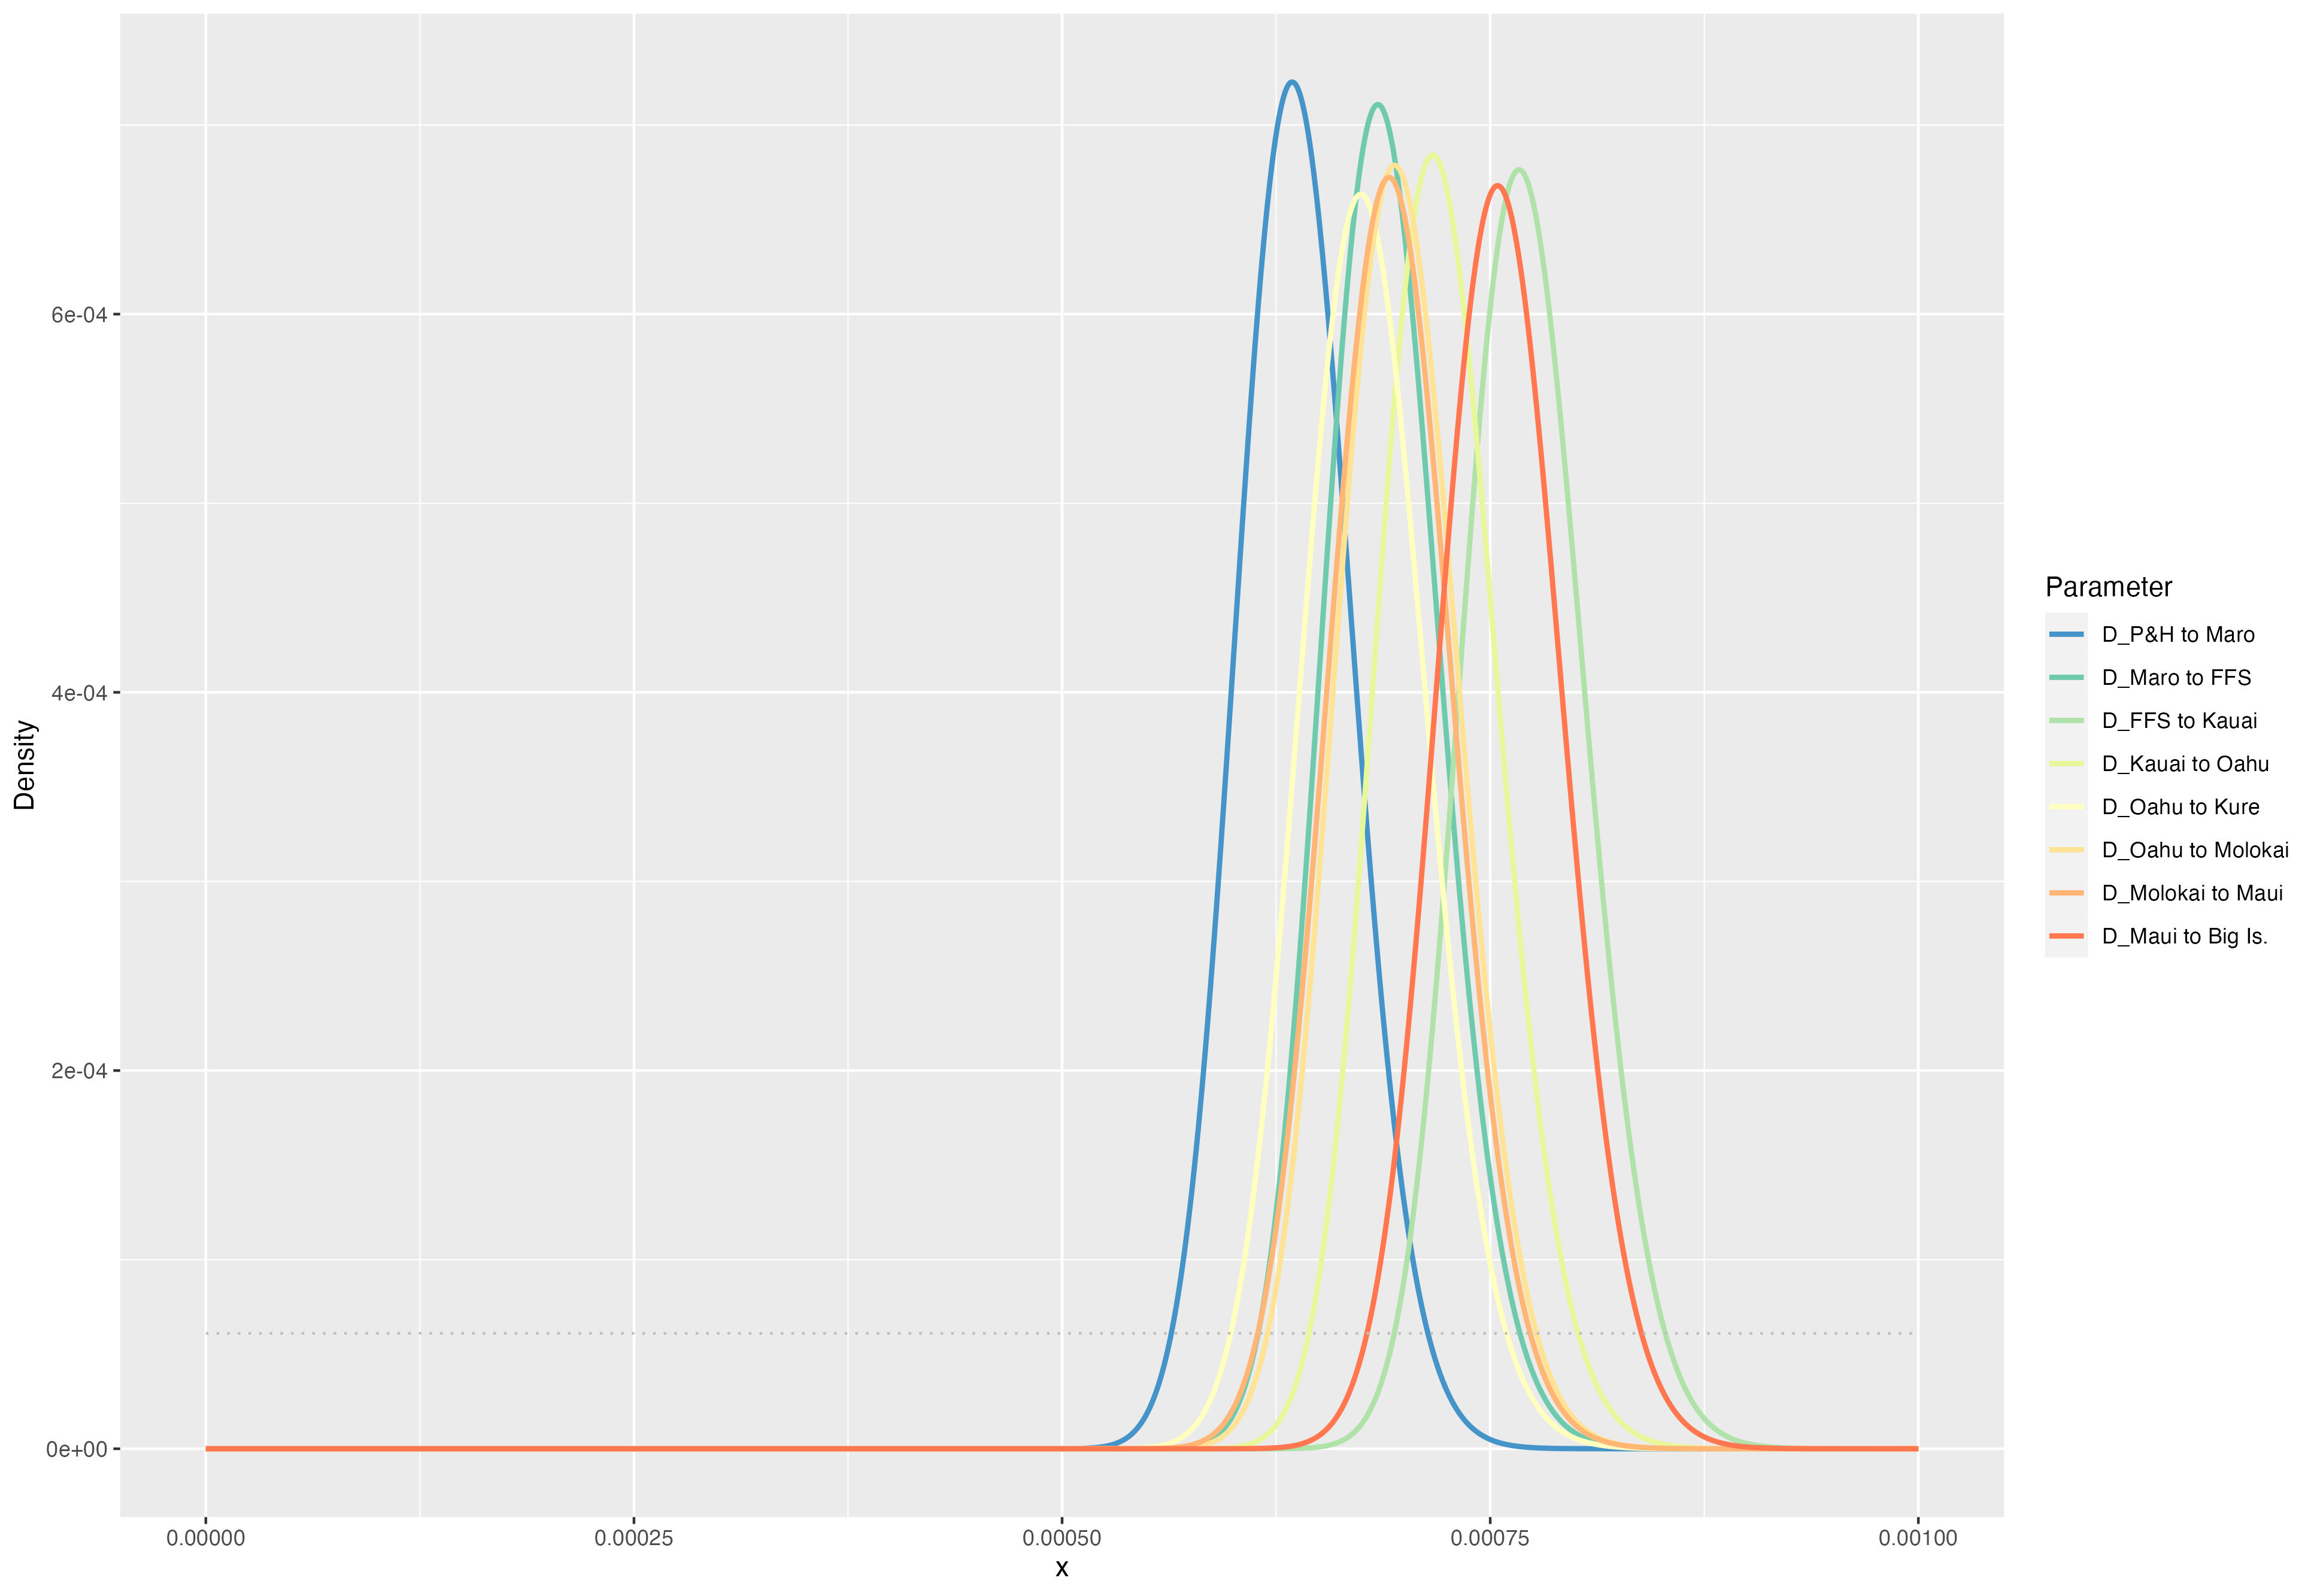 Density
6e-04
4e-04
2e-04
0e+00
0.00000
0.00025
0.00050
0.00075
0.00100
x
Parameter
D_P&H to Maro
D_Maro to FFS
D_FFS to Kauai
D_Kauai to Oahu
D_Oahu to Kure
D_Oahu to Molokai
D_Molokai to Maui
D_Maui to Big Is.